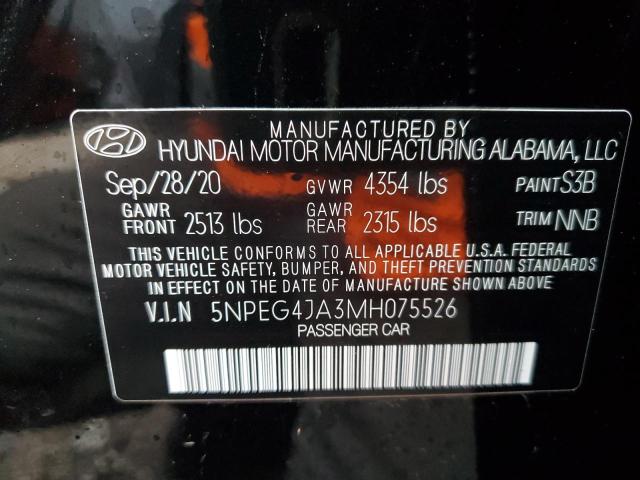 MANUFACTURED BY
HYUNDAI MOTOR MANUFACTURING ALABAMA, LLC
Sep/28/20 GVWR 4354 lbs PAINT S3B
GAWR FRONT 2513 lbs GAWR REAR 2315 lbs TRIM NNB
THIS VEHICLE CONFORMS TO ALL APPLICABLE U.S.A. FEDERAL
MOTOR VEHICLE SAFETY, BUMPER, AND THEFT PREVENTION STANDARDS
IN EFFECT ON THE DATE OF MANUFACTURE SHOWN ABOVE.
V.I.N 5NPEG4JA3MH075526
PASSENGER CAR